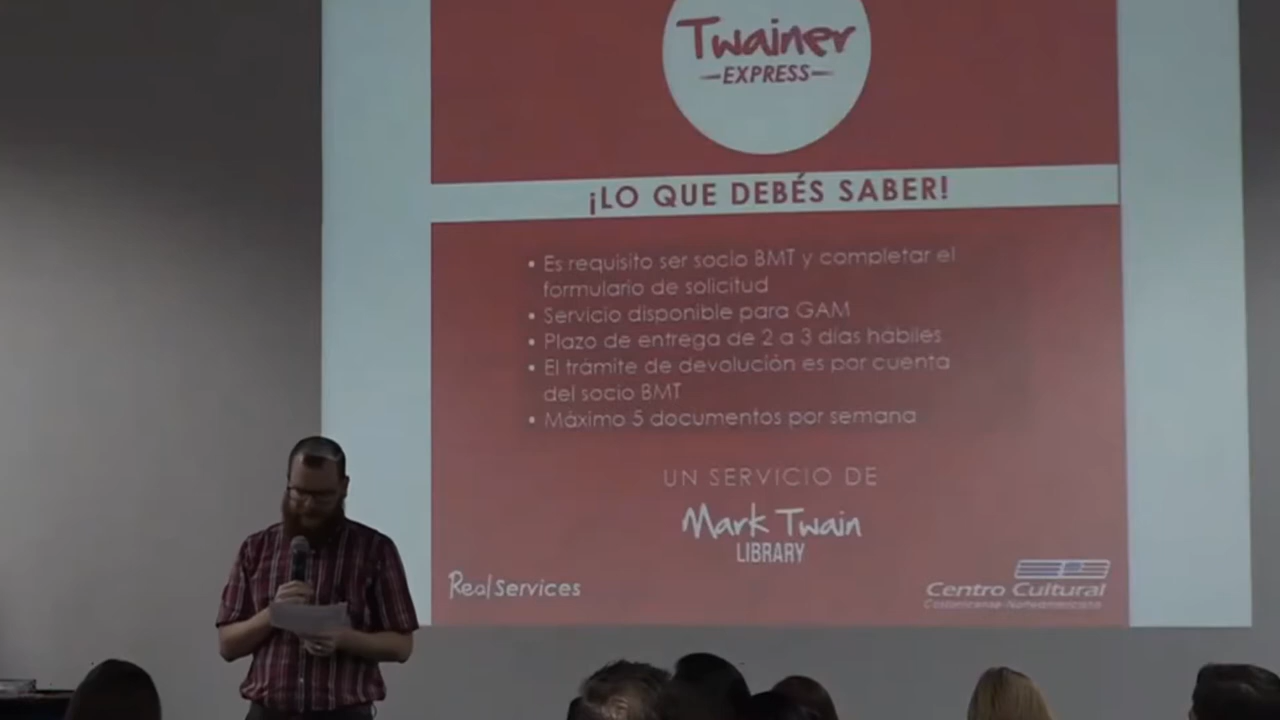 Twainer
EXPRESS
¡LO QUE DEBÉS SABER!
• Es requisito ser socio BMT y completar el
formulario de solicitud
• Servicio disponible para GAM
• Plazo de entrega de 2 a 3 días hábiles
• El trámite de devolución es por cuenta
del socio BMT
• Máximo 5 documentos por semana
UN SERVICIO DE
Mark Twain
LIBRARY
Real Services
Centro Cultural
Costarricense Norteamericano